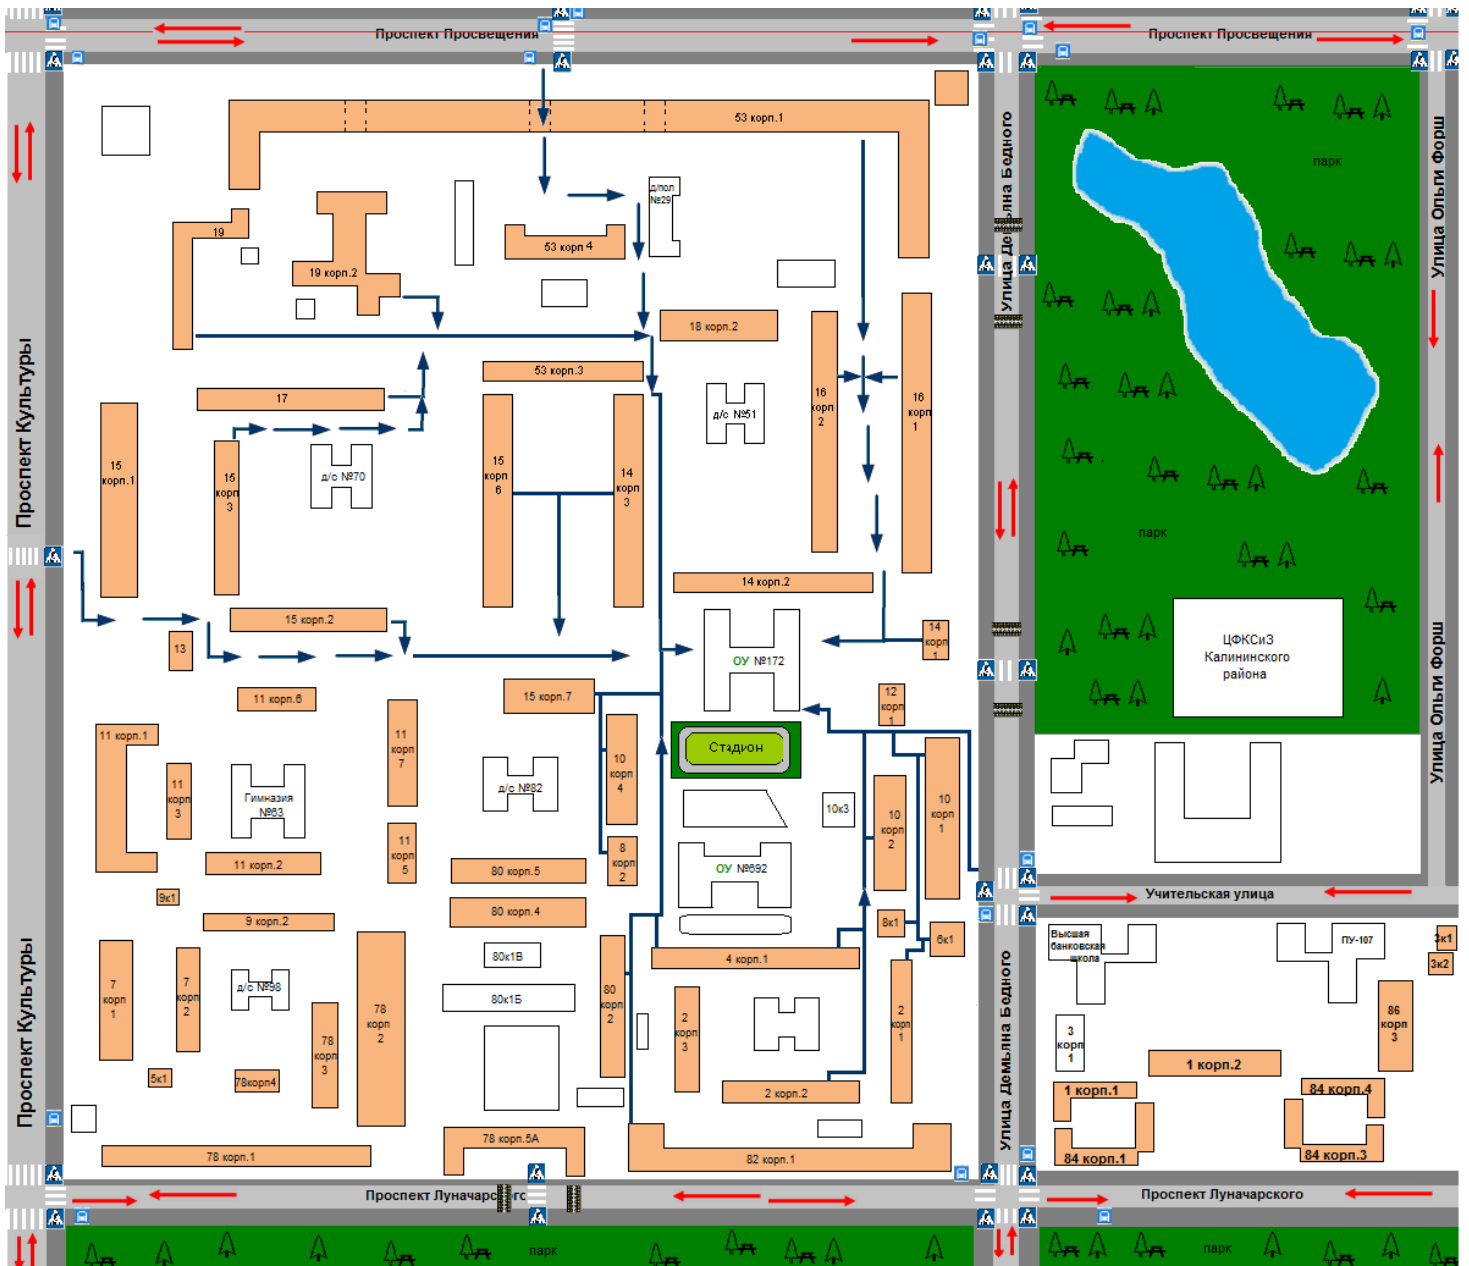 Проспект Просвещения
Проспект Просвещения
53 корп.1
парк
Улица Демьяна Бедного
Улица Ольги Форш
д/пол
№29
19
53 корп 4
19 корп.2
18 корп.2
53 корп.3
17
Проспект Культуры
16
корп
2
16
корп
1
д/с №51
15
корп.1
15
корп
3
д/с №70
15
корп
6
14
корп
3
парк
14 корп.2
15 корп.2
13
14
корп
1
ОУ №172
ЦФКСиЗ
Калининского
района
Улица Ольги Форш
11 корп.6
15 корп.7
12
корп
1
11 корп.1
11
корп
7
10
корп
4
Стадион
11
корп
3
Гимназия
№63
д/с №82
10к3
10
корп
2
10
корп
1
11
корп
5
8
корп
2
11 корп.2
80 корп.5
ОУ №692
9к1
80 корп.4
Учительская улица
9 корп.2
8к1
6к1
Высшая
банковская
школа
ПУ-107
3к1
3к2
80к1В
4 корп.1
Проспект Культуры
7
корп
1
7
корп
2
д/с №98
80к1Б
80
корп
2
78
корп
2
2
корп
3
2
корп
1
Улица Демьяна Бедного
3
корп
1
86
корп
3
78
корп
3
1 корп.2
5к1
78корп4
2 корп.2
1 корп.1
84 корп.4
78 корп.1
78 корп.5А
82 корп.1
84 корп.1
84 корп.3
Проспект Луначарского
Проспект Луначарского
парк
парк